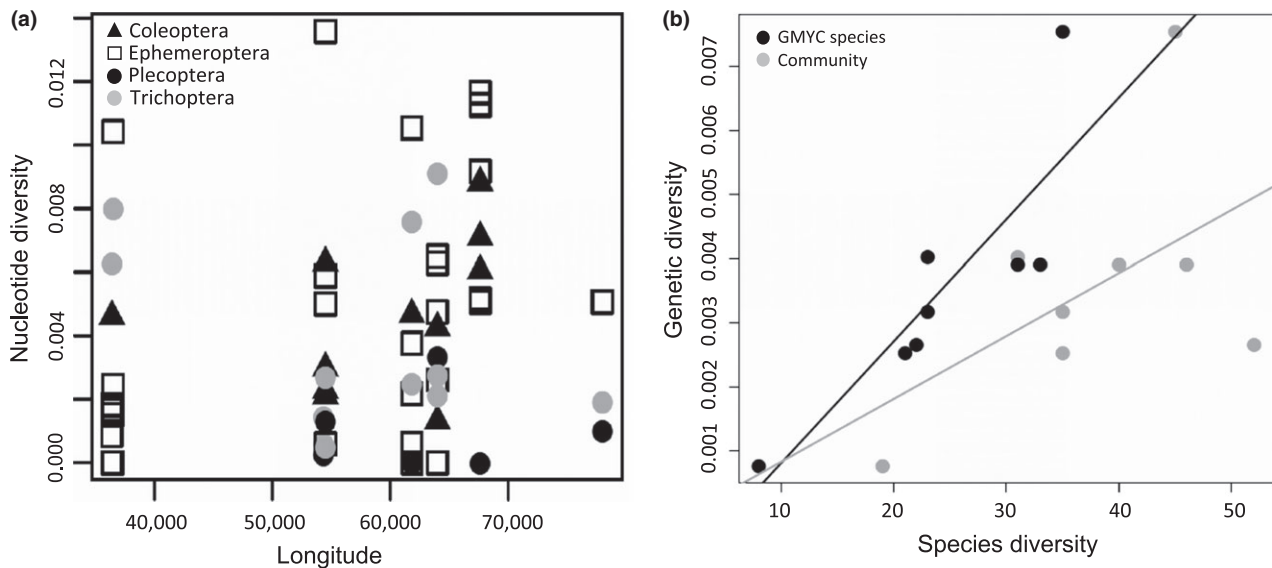 (a)
Coleoptera
Ephemeroptera
Plecoptera
Trichoptera
Nucleotide diversity
0.012
0.008
0.004
0.000
40,000 50,000 60,000 70,000
Longitude
(b)
GMYC species
Community
Genetic diversity
0.007
0.006
0.005
0.004
0.003
0.002
0.001
10 20 30 40 50
Species diversity